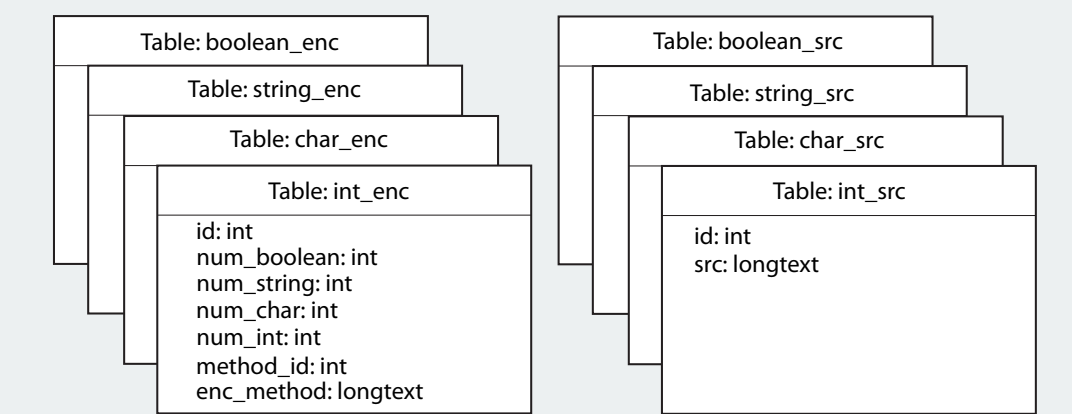 Table: boolean_enc
Table: string_enc
Table: char_enc
Table: int_enc
id: int
num_boolean: int
num_string: int
num_char: int
num_int: int
method_id: int
enc_method: longtext
Table: boolean_src
Table: string_src
Table: char_src
Table: int_src
id: int
src: longtext